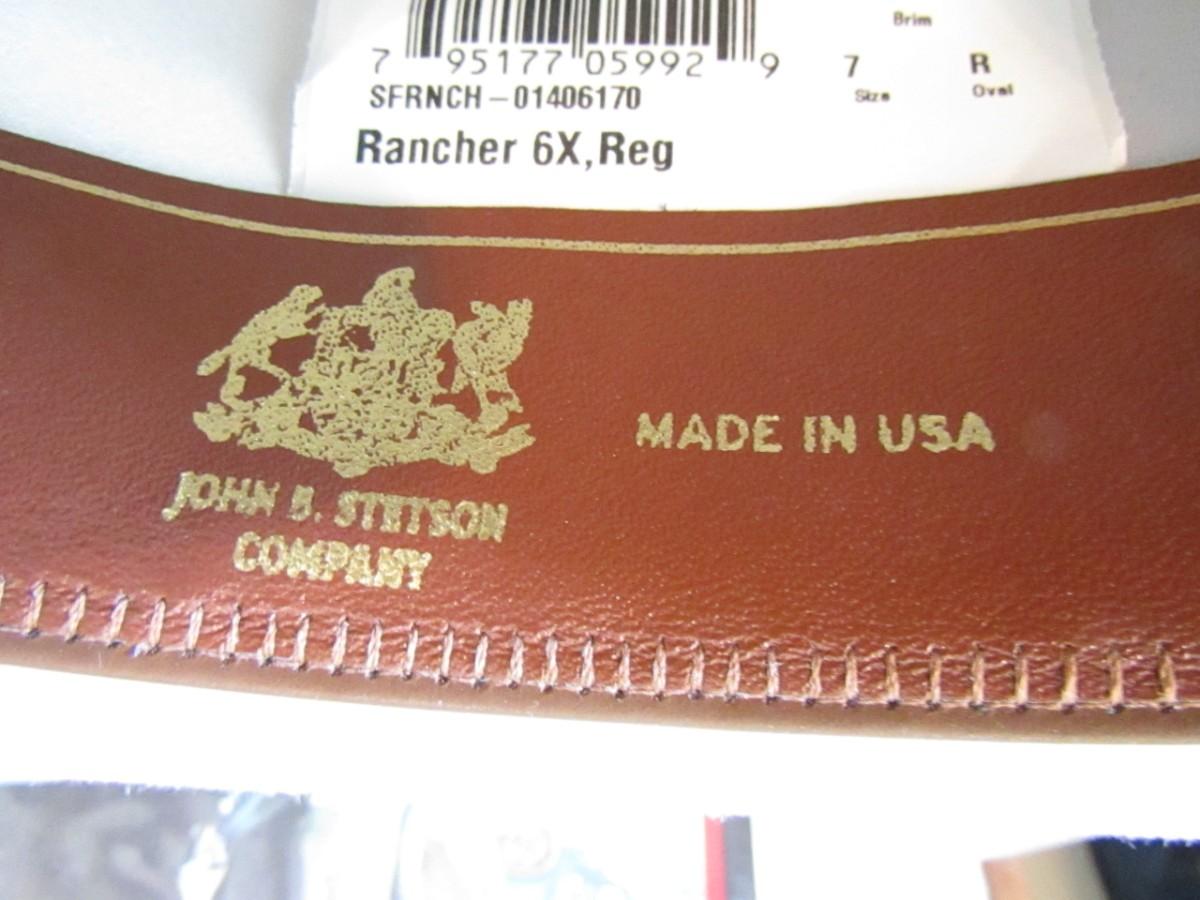 Brim
7 95177 05992 9
7 R
Size Oval
SFRNCH-01406170
Rancher 6X, Reg
JOHN B. STETSON
COMPANY
MADE IN USA